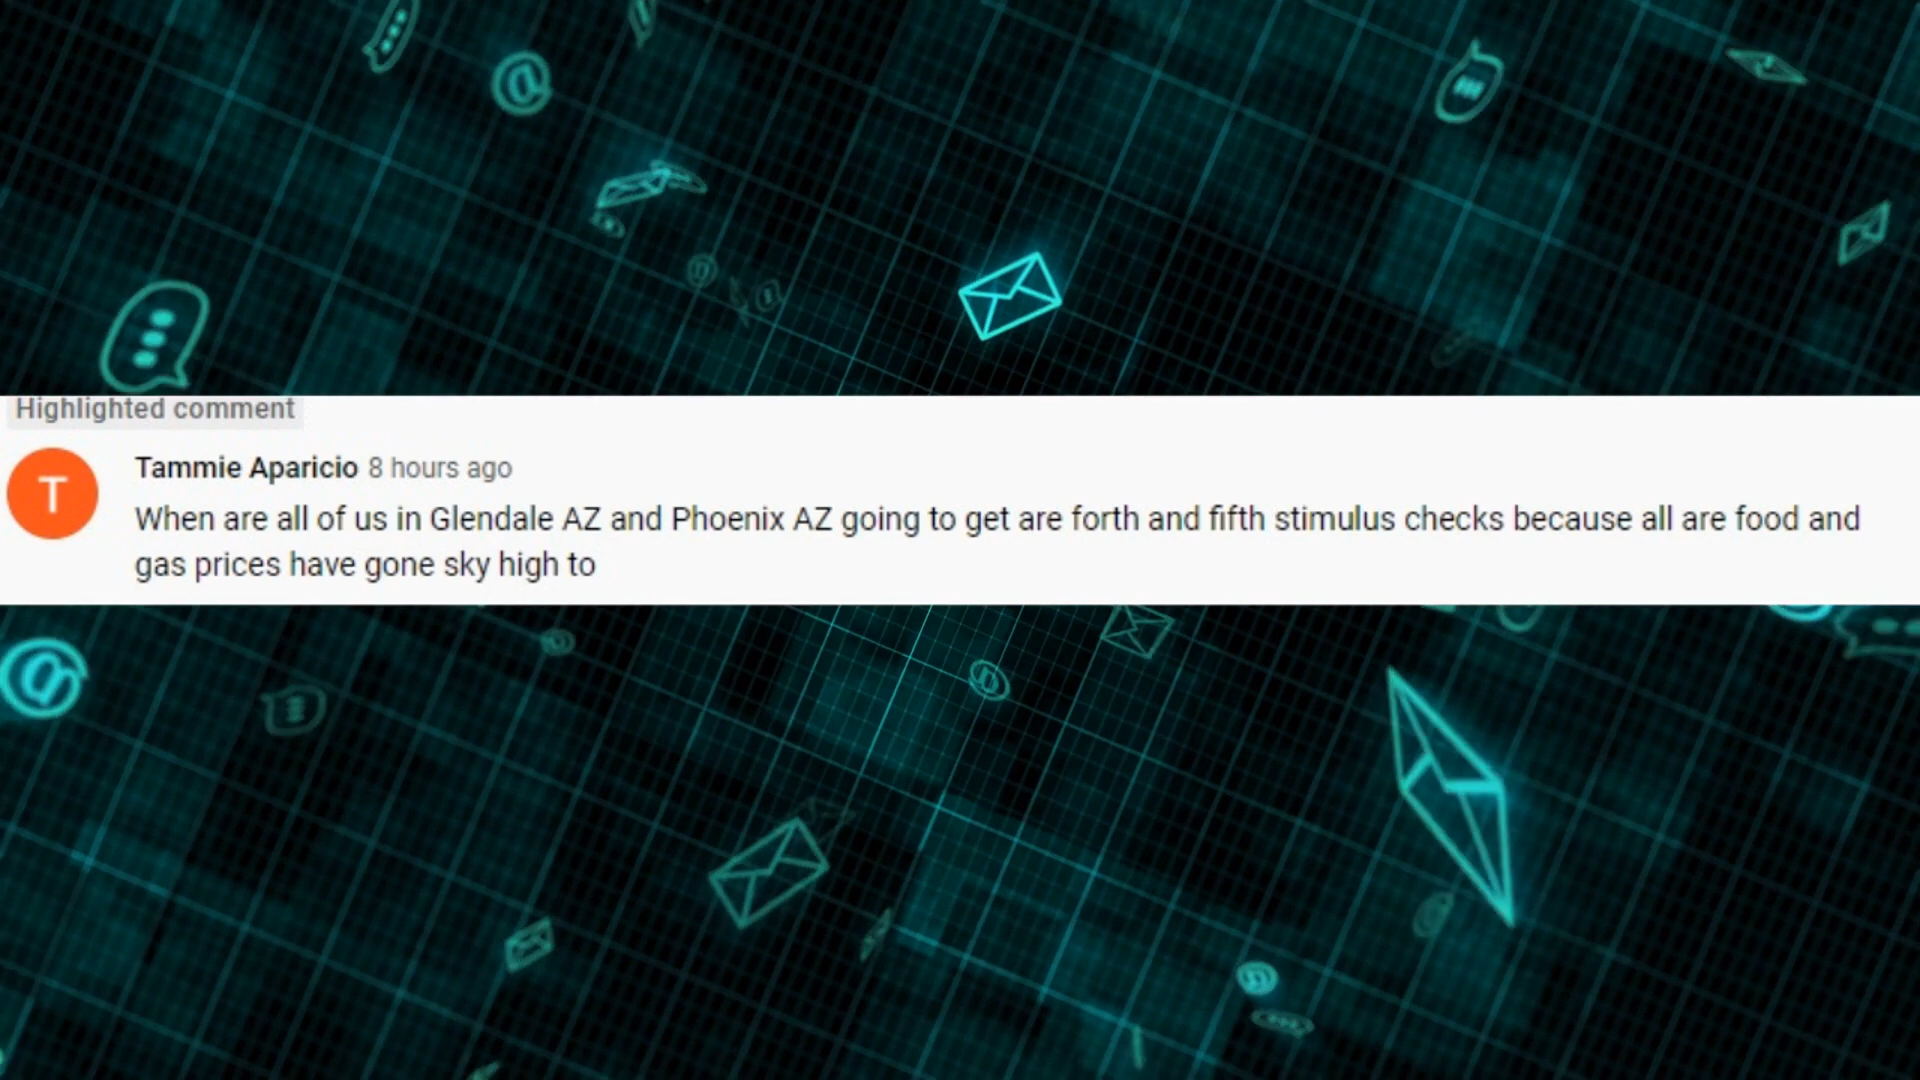 Highlighted comment
T
Tammie Aparicio 8 hours ago
When are all of us in Glendale AZ and Phoenix AZ going to get are forth and fifth stimulus checks because all are food and
gas prices have gone sky high to